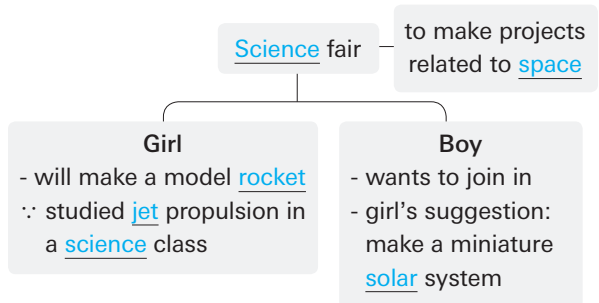 Science fair
to make projects
related to space
Girl
- will make a model rocket
∵ studied jet propulsion in
a science class
Boy
- wants to join in
- girl's suggestion:
make a miniature
solar system